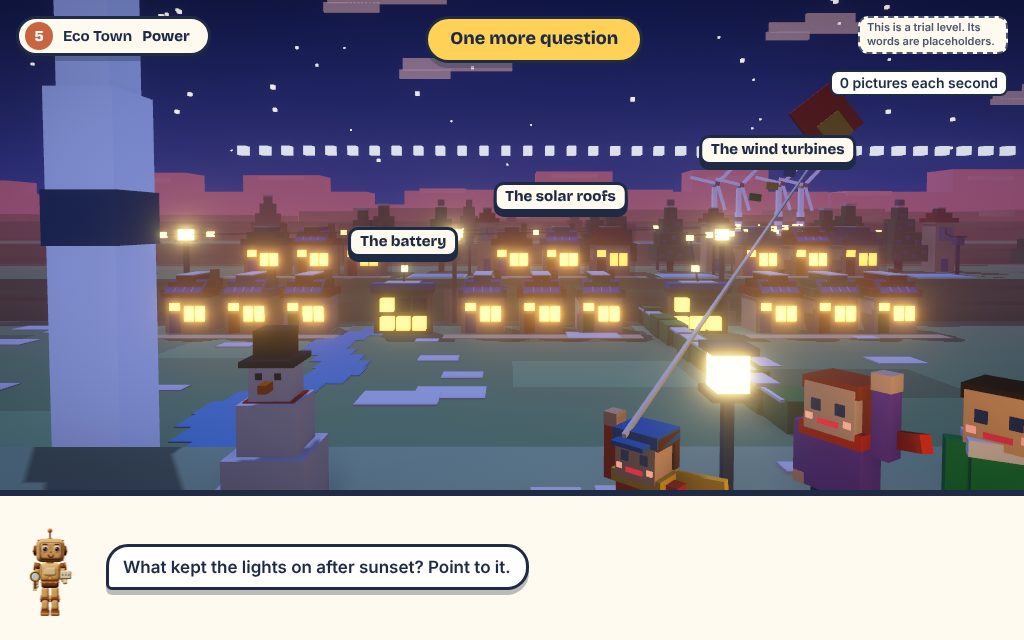 5 Eco Town Power
One more question
This is a trial level. Its
words are placeholders.
0 pictures each second
The wind turbines
The solar roofs
The battery
What kept the lights on after sunset? Point to it.